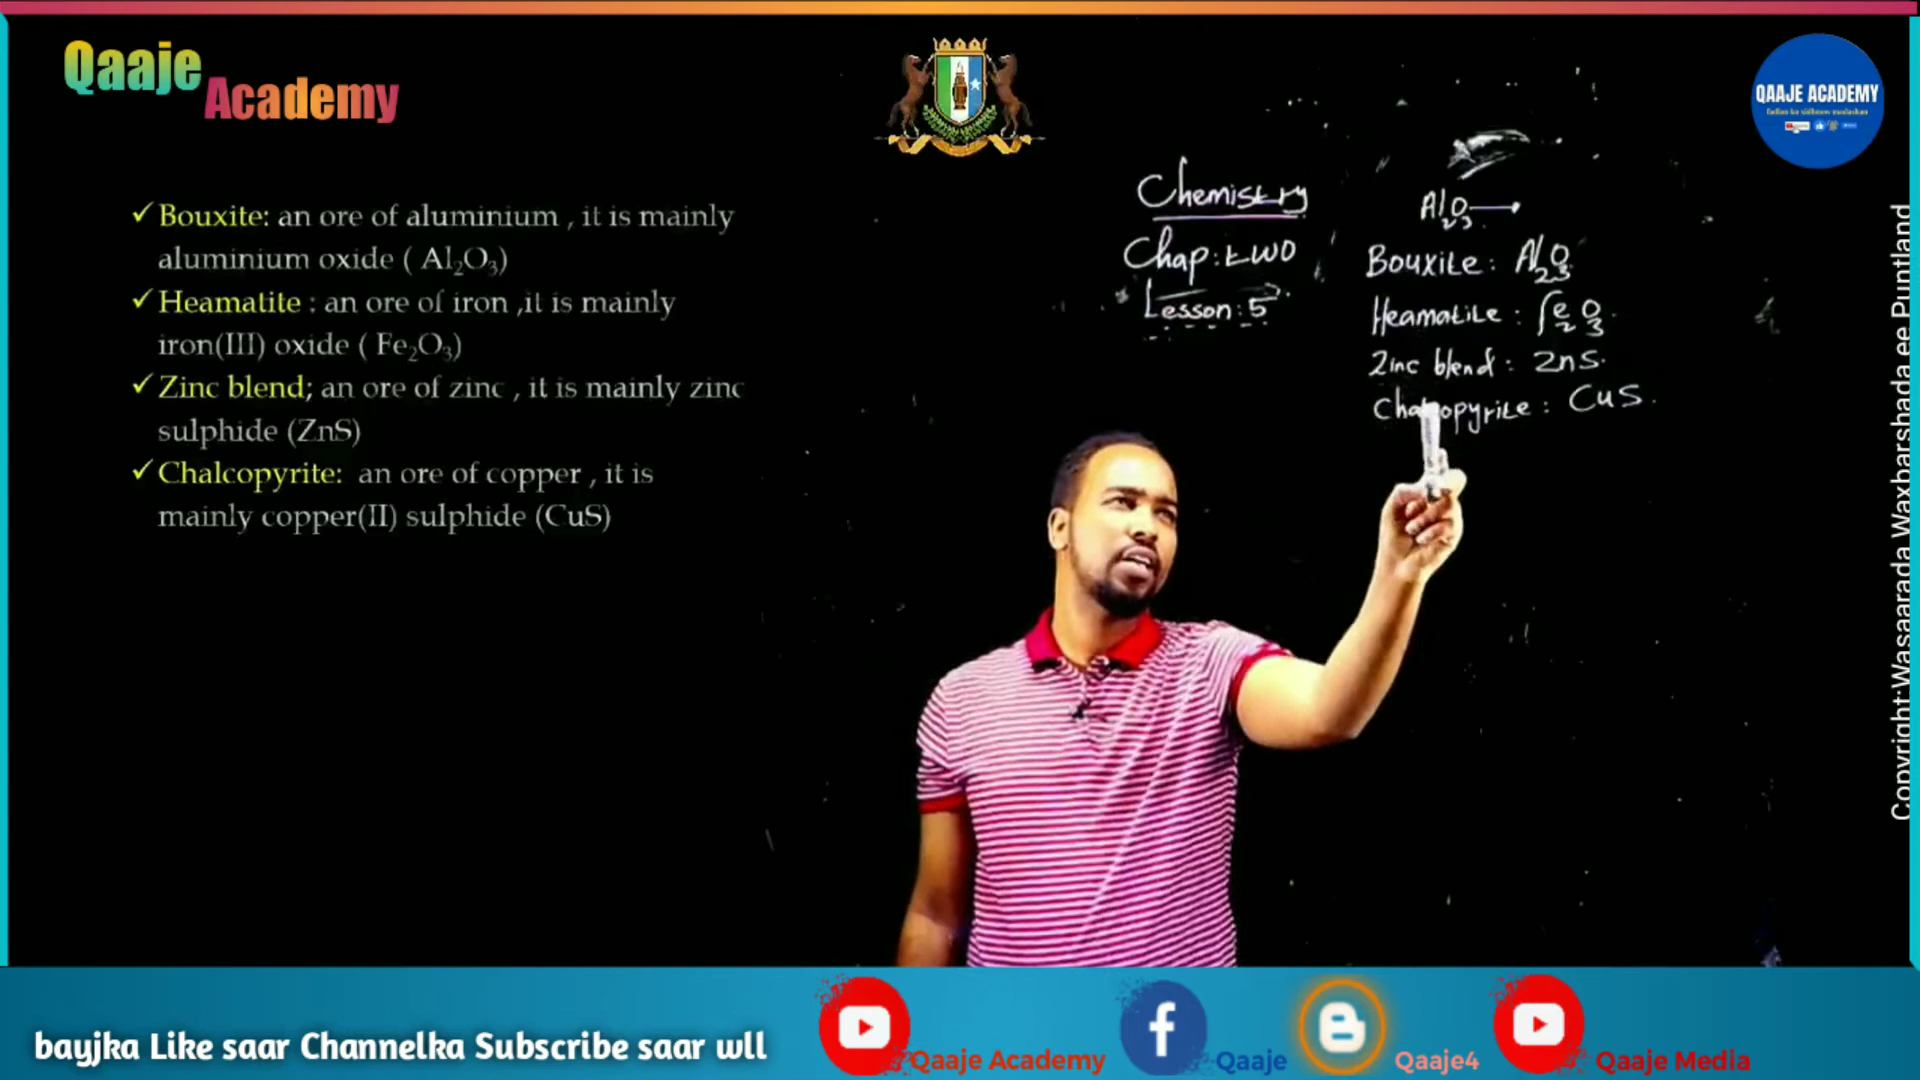 Qaaje
Academy
QAAJE ACADEMY
✓Bouxite: an ore of aluminium , it is mainly
aluminium oxide ( Al₂O₃)
✓Heamatite : an ore of iron ,it is mainly
iron(III) oxide ( Fe₂O₃)
✓Zinc blend; an ore of zinc , it is mainly zinc
sulphide (ZnS)
✓Chalcopyrite: an ore of copper , it is
mainly copper(II) sulphide (CuS)
Chemistry
Chap: two
Lesson: 5
Al₂O₃ →
Bouxite: Al₂O₃
Heamatite: Fe₂O₃
Zinc blend: ZnS.
Chalcopyrite: CuS.
Copyright:Wasaarada Waxbarshada ee Puntland
bayjka Like saar Channelka Subscribe saar wll
Qaaje Academy
Qaaje
Qaaje4
Qaaje Media